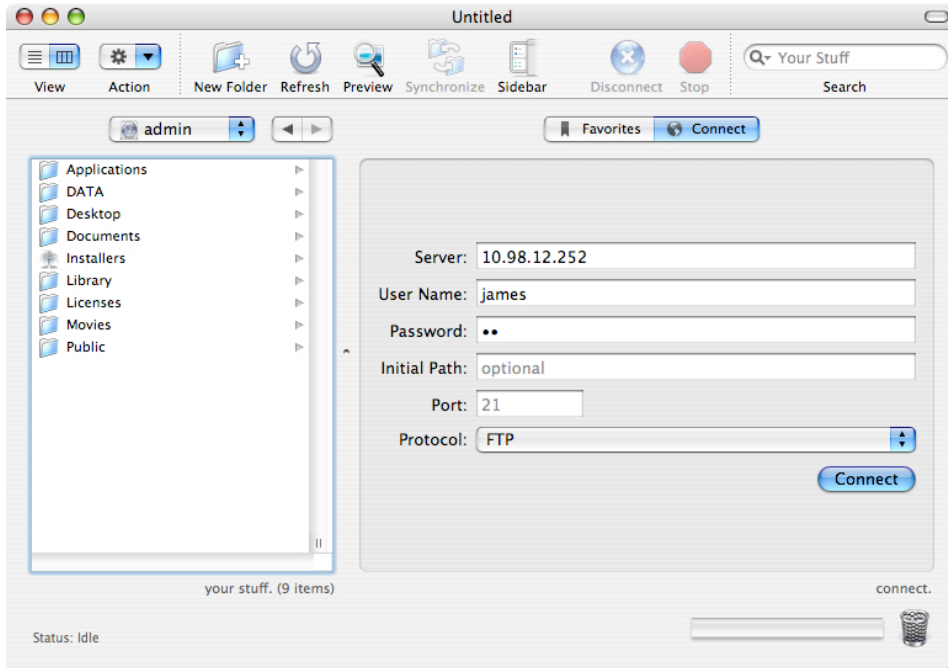 Untitled
View Action New Folder Refresh Preview Synchronize Sidebar Disconnect Stop Your Stuff Search
admin Favorites Connect
Applications
DATA
Desktop
Documents
Installers
Library
Licenses
Movies
Public
Server: 10.98.12.252
User Name: james
Password: ••
Initial Path: optional
Port: 21
Protocol: FTP
Connect
your stuff. (9 items) connect.
Status: Idle